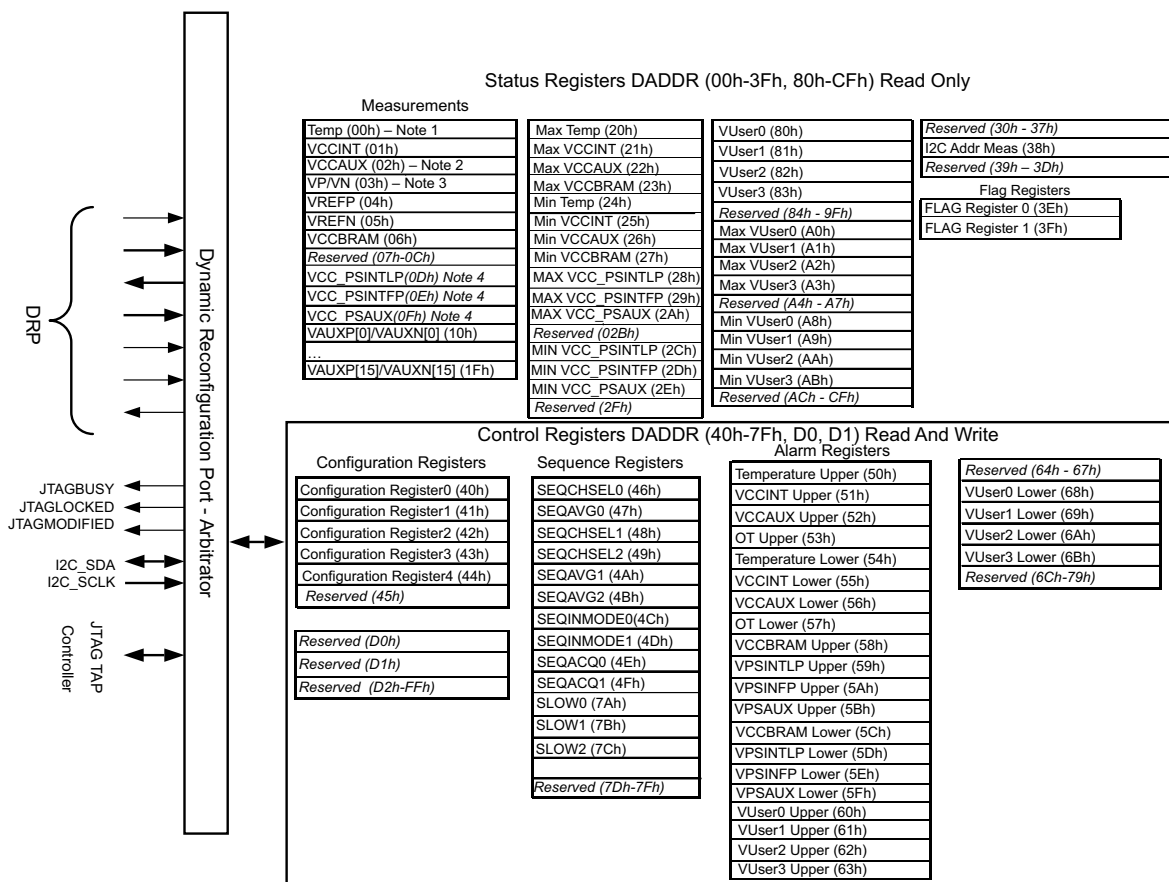 Status Registers DADDR (00h-3Fh, 80h-CFh) Read Only
Measurements
Temp (00h) – Note 1
VCCINT (01h)
VCCAUX (02h) – Note 2
VP/VN (03h) – Note 3
VREFP (04h)
VREFN (05h)
VCCBRAM (06h)
Reserved (07h-0Ch)
VCC_PSINTLP(0Dh) Note 4
VCC_PSINTFP(0Eh) Note 4
VCC_PSAUX (0Fh) Note 4
VAUXP[0]/VAUXN[0] (10h)
...
VAUXP[15]/VAUXN[15] (1Fh)
Max Temp (20h)
Max VCCINT (21h)
Max VCCAUX (22h)
Max VCCBRAM (23h)
Min Temp (24h)
Min VCCINT (25h)
Min VCCAUX (26h)
Min VCCBRAM (27h)
MAX VCC_PSINTLP (28h)
MAX VCC_PSINTFP (29h)
MAX VCC_PSAUX (2Ah)
Reserved (02Bh)
MIN VCC_PSINTLP (2Ch)
MIN VCC_PSINTFP (2Dh)
MIN VCC_PSAUX (2Eh)
Reserved (2Fh)
VUser0 (80h)
VUser1 (81h)
VUser2 (82h)
VUser3 (83h)
Reserved (84h - 9Fh)
Max VUser0 (A0h)
Max VUser1 (A1h)
Max VUser2 (A2h)
Max VUser3 (A3h)
Reserved (A4h - A7h)
Min VUser0 (A8h)
Min VUser1 (A9h)
Min VUser2 (AAh)
Min VUser3 (ABh)
Reserved (ACh - CFh)
Reserved (30h - 37h)
I2C Addr Meas (38h)
Reserved (39h – 3Dh)
Flag Registers
FLAG Register 0 (3Eh)
FLAG Register 1 (3Fh)
DRP
Dynamic Reconfiguration Port - Arbitrator
JTAGBUSY
JTAGLOCKED
JTAGMODIFIED
I2C_SDA
I2C_SCLK
JTAG TAP
Controller
Control Registers DADDR (40h-7Fh, D0, D1) Read And Write
Configuration Registers
Configuration Register0 (40h)
Configuration Register1 (41h)
Configuration Register2 (42h)
Configuration Register3 (43h)
Configuration Register4 (44h)
Reserved (45h)
Reserved (D0h)
Reserved (D1h)
Reserved (D2h-FFh)
Sequence Registers
SEQCHSEL0 (46h)
SEQAVG0 (47h)
SEQCHSEL1 (48h)
SEQCHSEL2 (49h)
SEQAVG1 (4Ah)
SEQAVG2 (4Bh)
SEQINMODE0(4Ch)
SEQINMODE1 (4Dh)
SEQACQ0 (4Eh)
SEQACQ1 (4Fh)
SLOW0 (7Ah)
SLOW1 (7Bh)
SLOW2 (7Ch)
Reserved (7Dh-7Fh)
Alarm Registers
Temperature Upper (50h)
VCCINT Upper (51h)
VCCAUX Upper (52h)
OT Upper (53h)
Temperature Lower (54h)
VCCINT Lower (55h)
VCCAUX Lower (56h)
OT Lower (57h)
VCCBRAM Upper (58h)
VPSINTLP Upper (59h)
VPSINFP Upper (5Ah)
VPSAUX Upper (5Bh)
VCCBRAM Lower (5Ch)
VPSINTLP Lower (5Dh)
VPSINFP Lower (5Eh)
VPSAUX Lower (5Fh)
VUser0 Upper (60h)
VUser1 Upper (61h)
VUser2 Upper (62h)
VUser3 Upper (63h)
Reserved (64h - 67h)
VUser0 Lower (68h)
VUser1 Lower (69h)
VUser2 Lower (6Ah)
VUser3 Lower (6Bh)
Reserved (6Ch-79h)